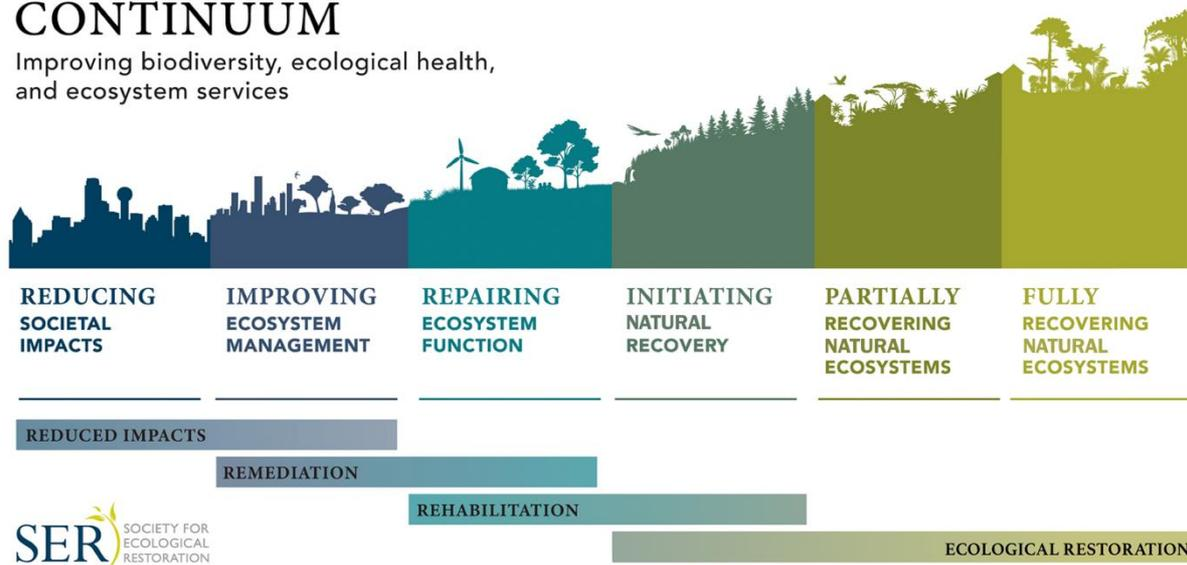 CONTINUUM
Improving biodiversity, ecological health,
and ecosystem services
REDUCING
SOCIETAL
IMPACTS
IMPROVING
ECOSYSTEM
MANAGEMENT
REPAIRING
ECOSYSTEM
FUNCTION
INITIATING
NATURAL
RECOVERY
PARTIALLY
RECOVERING
NATURAL
ECOSYSTEMS
FULLY
RECOVERING
NATURAL
ECOSYSTEMS
REDUCED IMPACTS
REMEDIATION
REHABILITATION
ECOLOGICAL RESTORATION
SER
SOCIETY FOR
ECOLOGICAL
RESTORATION